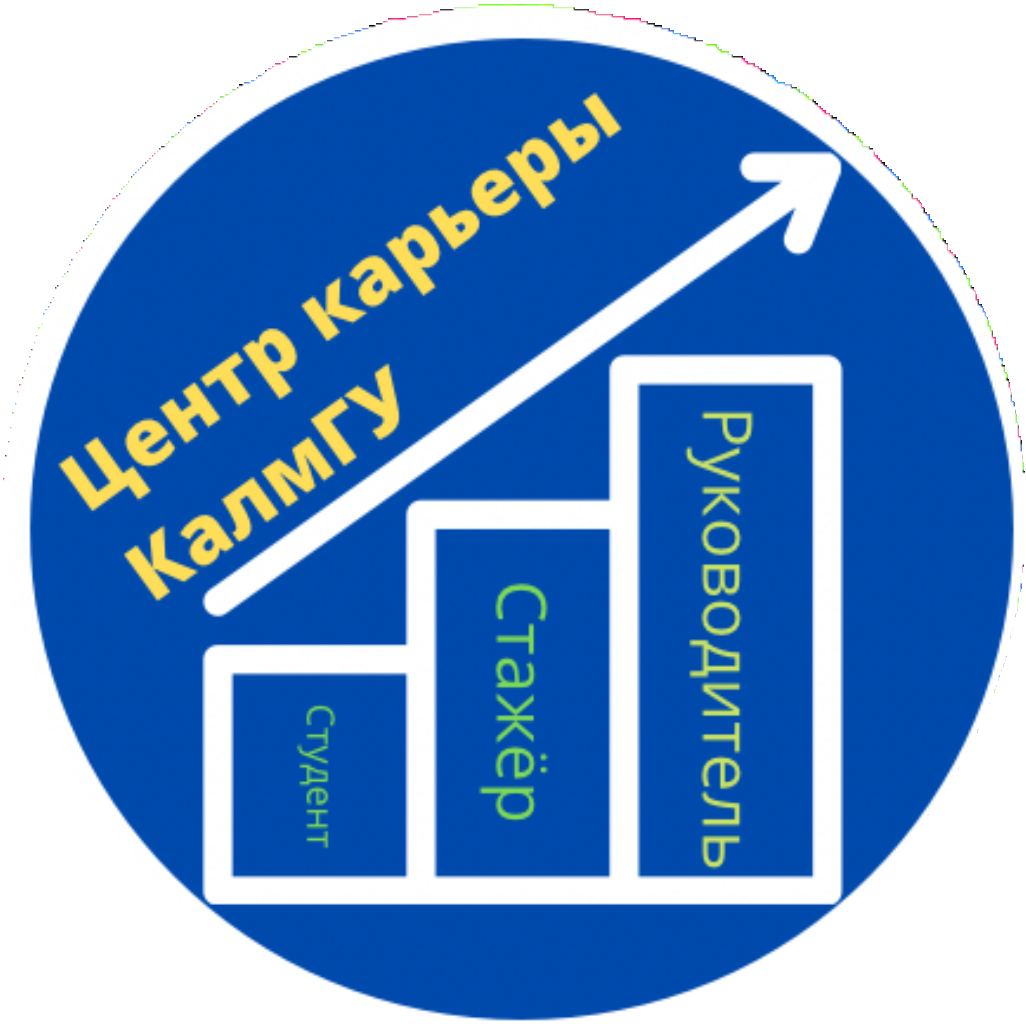 Центр карьеры
КалмГУ
Студент
Стажёр
Руководитель